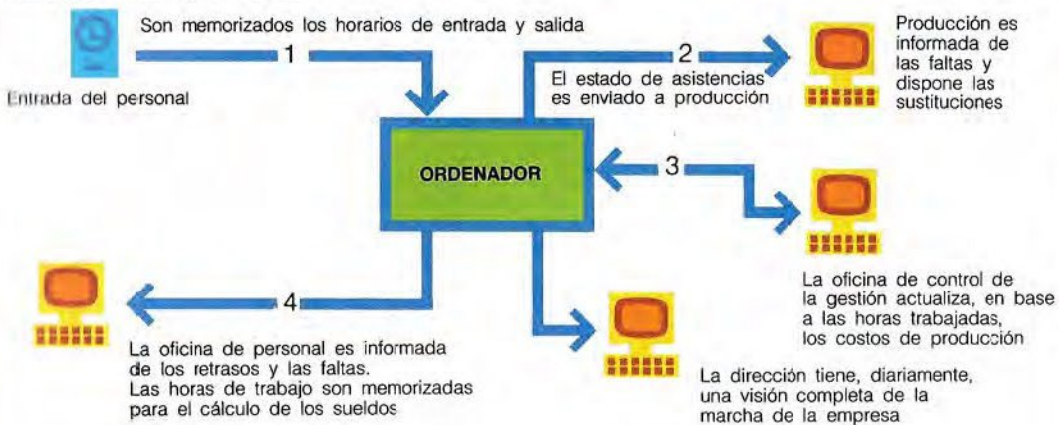 Son memorizados los horarios de entrada y salida
1
Entrada del personal
2
El estado de asistencias
es enviado a producción
Producción es
informada de
las faltas y
dispone las
sustituciones
ORDENADOR
3
La oficina de control de
la gestión actualiza, en base
a las horas trabajadas,
los costos de producción
4
La oficina de personal es informada
de los retrasos y las faltas.
Las horas de trabajo son memorizadas
para el cálculo de los sueldos
La dirección tiene, diariamente,
una visión completa de la
marcha de la empresa